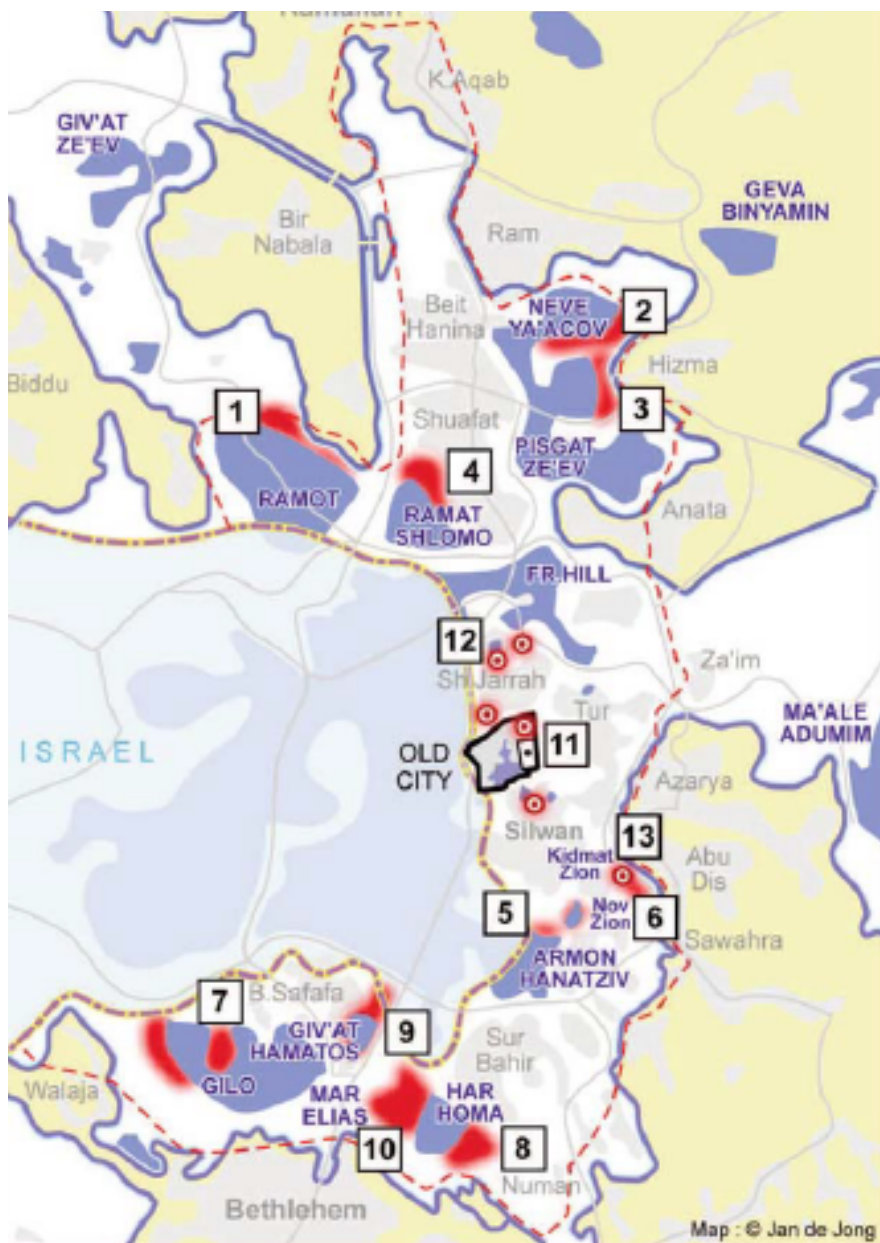 K.Aqab
GIV'AT
ZE'EV
GEVA
BINYAMIN
Bir
Nabala
Ram
Beit
Hanina
NEVE
YA'ACOV
2
Hizma
Biddu
1
3
Shuafat
4
PISGAT
ZE'EV
RAMOT
RAMAT
SHLOMO
Anata
FR.HILL
12
Sh Jarrah
Za'im
Tur
MA'ALE
ADUMIM
ISRAEL
OLD
CITY
11
Azarya
Silwan
13
Kidmat
Zion
Abu
Dis
5
Nov
Zion
6
Sawahra
ARMON
HANATZIV
7
B.Safafa
GIV'AT
HAMATOS
9
Sur
Bahir
Walaja
GILO
MAR
ELIAS
HAR
HOMA
10
8
Numan
Bethlehem
Map : © Jan de Jong